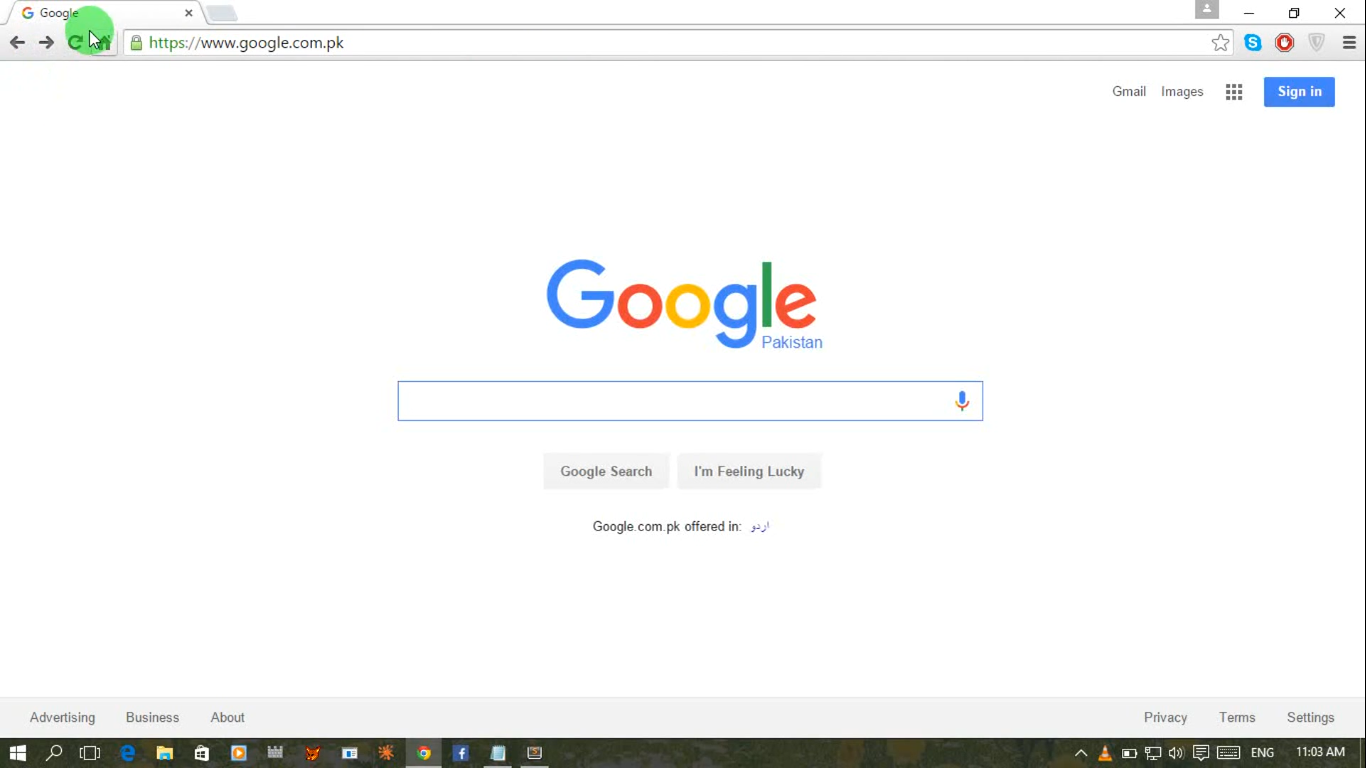 Google
https://www.google.com.pk
Gmail Images Sign in
Google
Pakistan
Google Search I'm Feeling Lucky
Google.com.pk offered in: اردو
Advertising Business About Privacy Terms Settings
ENG 11:03 AM